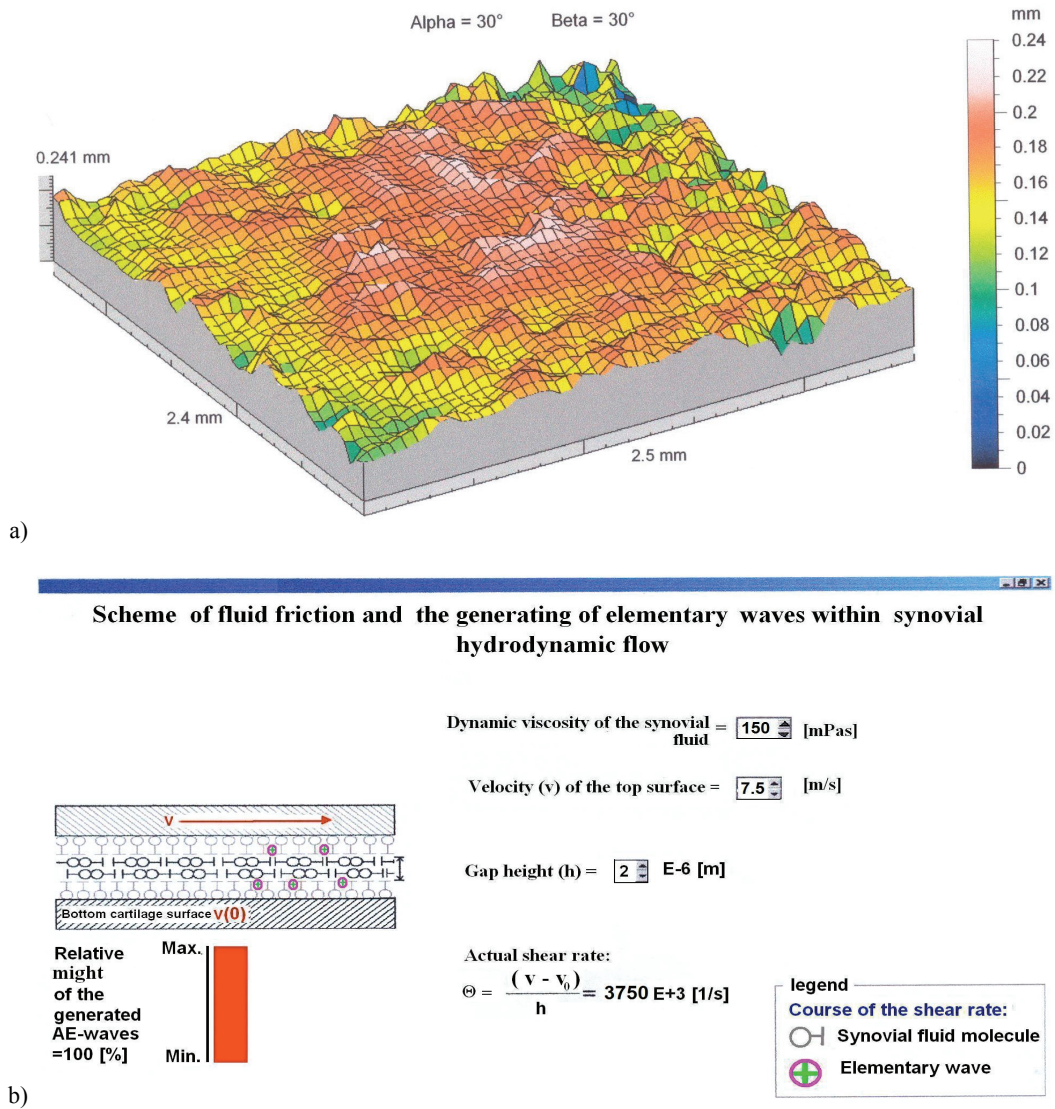 Alpha = 30° Beta = 30°
mm
0.24
0.22
0.2
0.18
0.16
0.14
0.12
0.1
0.08
0.06
0.04
0.02
0
0.241 mm
2.4 mm
2.5 mm
a)
Scheme of fluid friction and the generating of elementary waves within synovial
hydrodynamic flow
Dynamic viscosity of the synovial
fluid = 150 [mPas]
Velocity (v) of the top surface = 7.5 [m/s]
Gap height (h) = 2 E-6 [m]
v
Bottom cartilage surface v(0)
Relative
might
of the
generated
AE-waves
=100 [%]
Max.
Min.
Actual shear rate:
Θ = (v - v₀) / h = 3750 E+3 [1/s]
legend
Course of the shear rate:
Synovial fluid molecule
Elementary wave
b)